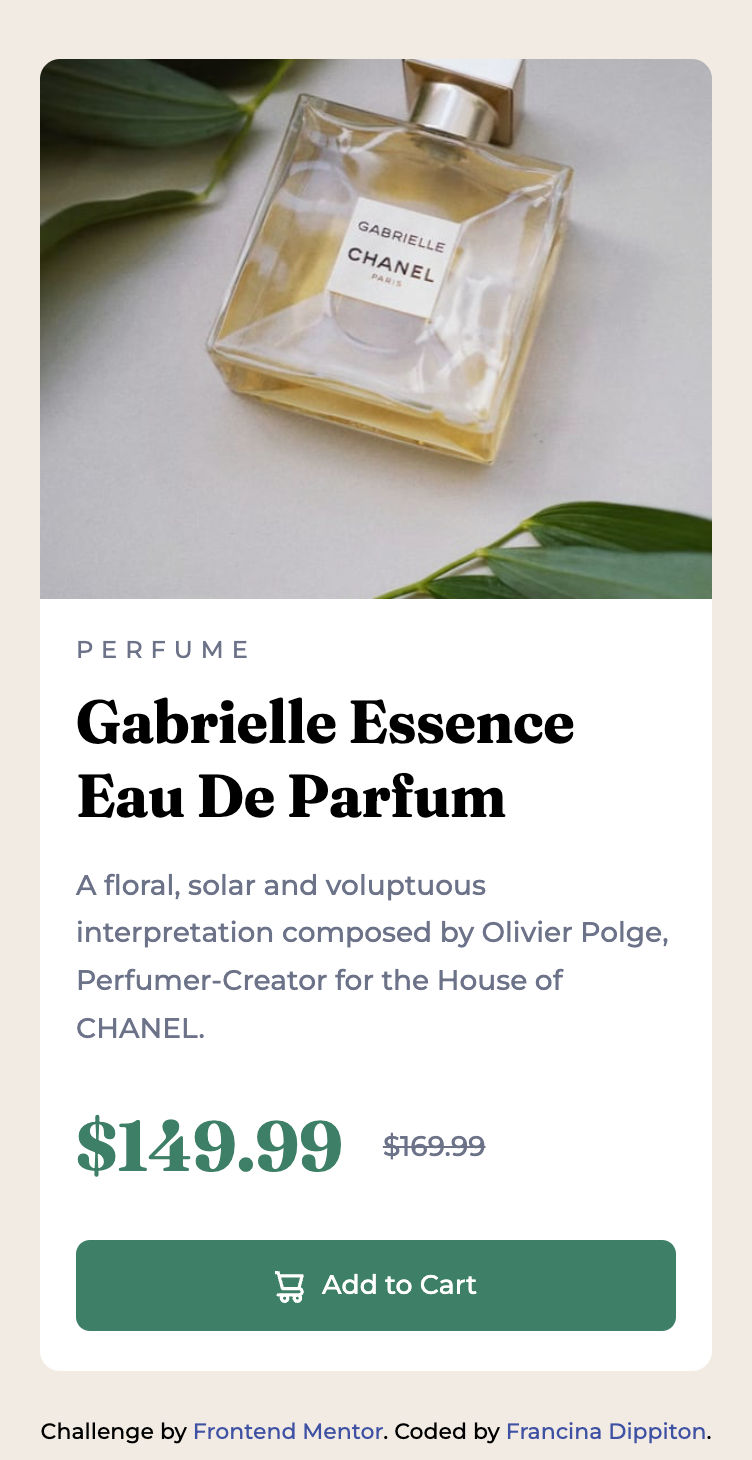 GABRIELLE
CHANEL
PARIS
PERFUME
Gabrielle Essence
Eau De Parfum
A floral, solar and voluptuous
interpretation composed by Olivier Polge,
Perfumer-Creator for the House of
CHANEL.
$149.99 $169.99
Add to Cart
Challenge by Frontend Mentor. Coded by Francina Dippiton.